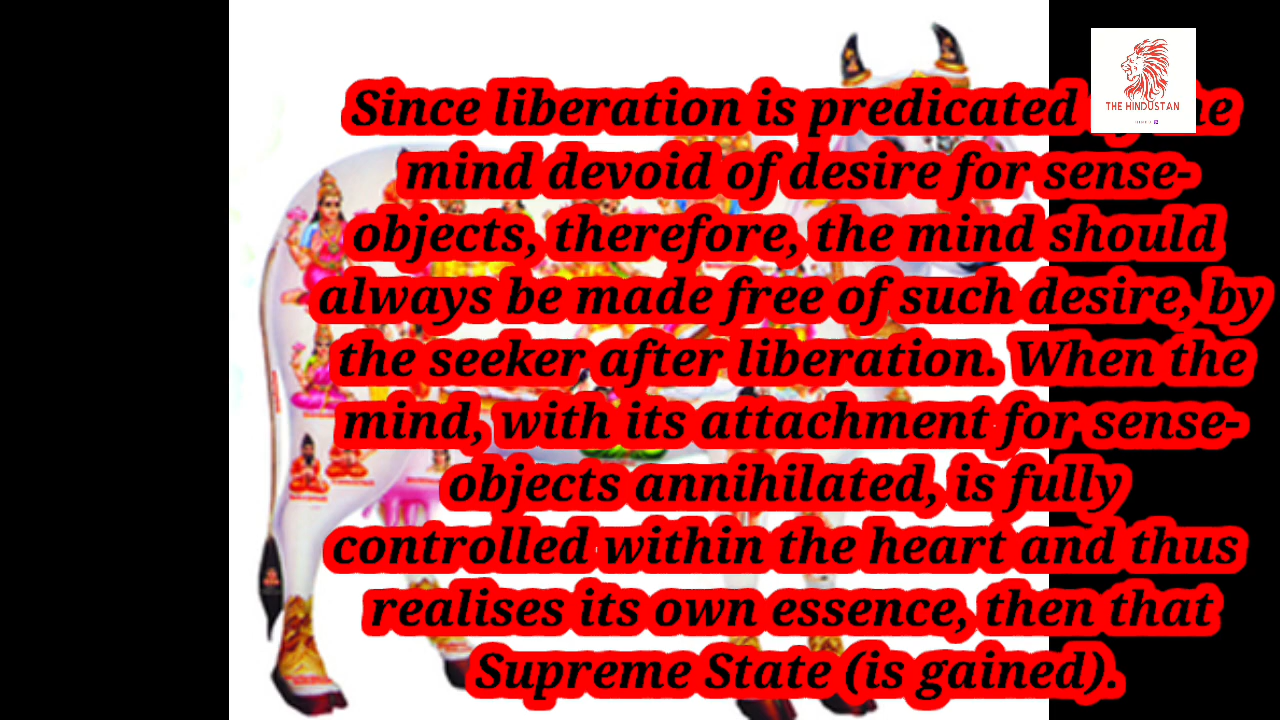 Since liberation is predicated
mind devoid of desire for sense-
objects, therefore, the mind should
always be made free of such desire, by
the seeker after liberation. When the
mind, with its attachment for sense-
objects annihilated, is fully
controlled within the heart and thus
realises its own essence, then that
Supreme State (is gained).
THE HINDUSTAN